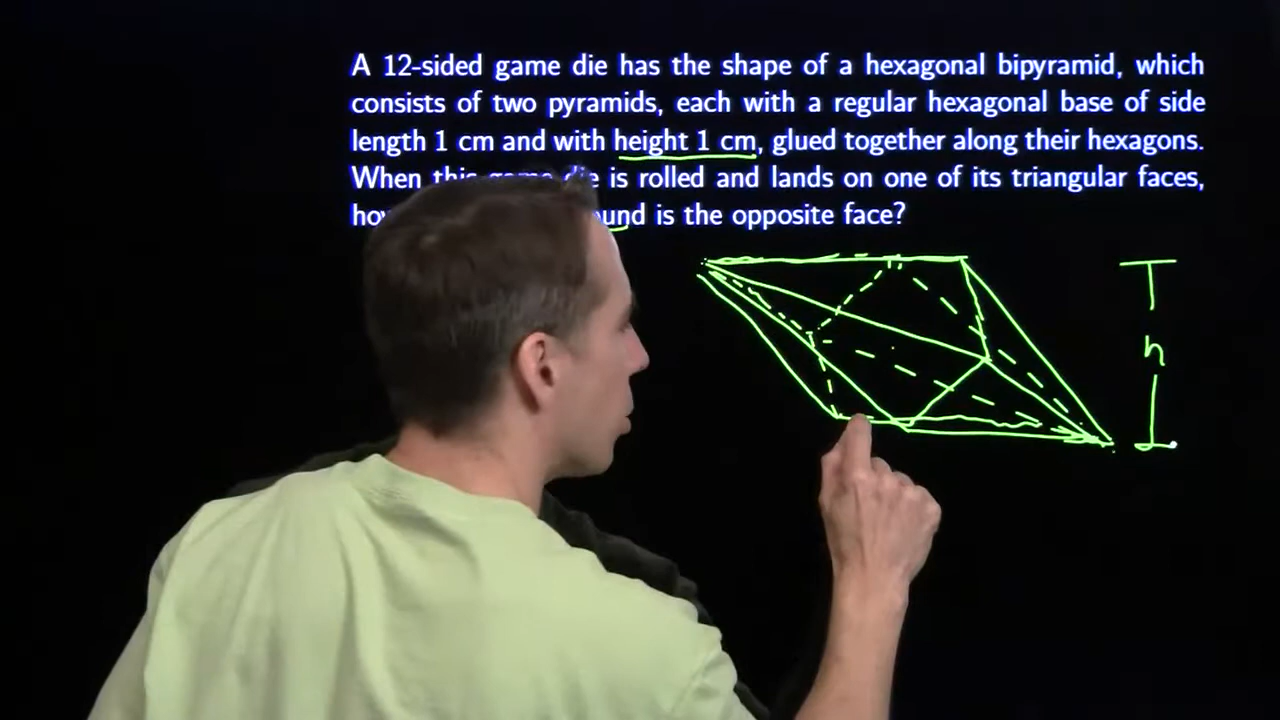 A 12-sided game die has the shape of a hexagonal bipyramid, which
consists of two pyramids, each with a regular hexagonal base of side
length 1 cm and with height 1 cm, glued together along their hexagons.
When this game die is rolled and lands on one of its triangular faces,
is the opposite face?
h